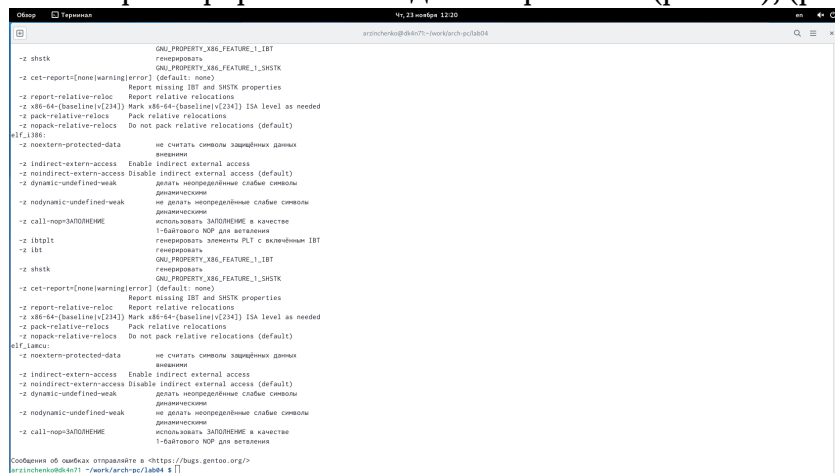 Обзор Терминал Чт, 23 ноября 12:20 en
arzinchenko@dk4n71:~/work/arch-pc/lab04
GNU_PROPERTY_X86_FEATURE_1_IBT
-z shstk генерировать
GNU_PROPERTY_X86_FEATURE_1_SHSTK
-z cet-report=[none|warning|error] (default: none)
Report missing IBT and SHSTK properties
-z report-relative-reloc Report relative relocations
-z x86-64-{baseline|v[234]} Mark x86-64-{baseline|v[234]} ISA level as needed
-z pack-relative-relocs Pack relative relocations
-z nopack-relative-relocs Do not pack relative relocations (default)
elf_i386:
-z noextern-protected-data не считать символы защищённых данных
внешними
-z indirect-extern-access Enable indirect external access
-z noindirect-extern-access Disable indirect external access (default)
-z dynamic-undefined-weak делать неопределённые слабые символы
динамическими
-z nodynamic-undefined-weak не делать неопределённые слабые символы
динамическими
-z call-nop=ЗАПОЛНЕНИЕ использовать ЗАПОЛНЕНИЕ в качестве
1-байтового NOP для ветвления
-z ibtplt генерировать элементы PLT с включённым IBT
-z ibt генерировать
GNU_PROPERTY_X86_FEATURE_1_IBT
-z shstk генерировать
GNU_PROPERTY_X86_FEATURE_1_SHSTK
-z cet-report=[none|warning|error] (default: none)
Report missing IBT and SHSTK properties
-z report-relative-reloc Report relative relocations
-z x86-64-{baseline|v[234]} Mark x86-64-{baseline|v[234]} ISA level as needed
-z pack-relative-relocs Pack relative relocations
-z nopack-relative-relocs Do not pack relative relocations (default)
elf_iamcu:
-z noextern-protected-data не считать символы защищённых данных
внешними
-z indirect-extern-access Enable indirect external access
-z noindirect-extern-access Disable indirect external access (default)
-z dynamic-undefined-weak делать неопределённые слабые символы
динамическими
-z nodynamic-undefined-weak не делать неопределённые слабые символы
динамическими
-z call-nop=ЗАПОЛНЕНИЕ использовать ЗАПОЛНЕНИЕ в качестве
1-байтового NOP для ветвления
Сообщения об ошибках отправляйте в <https://bugs.gentoo.org/>
arzinchenko@dk4n71 ~/work/arch-pc/lab04 $